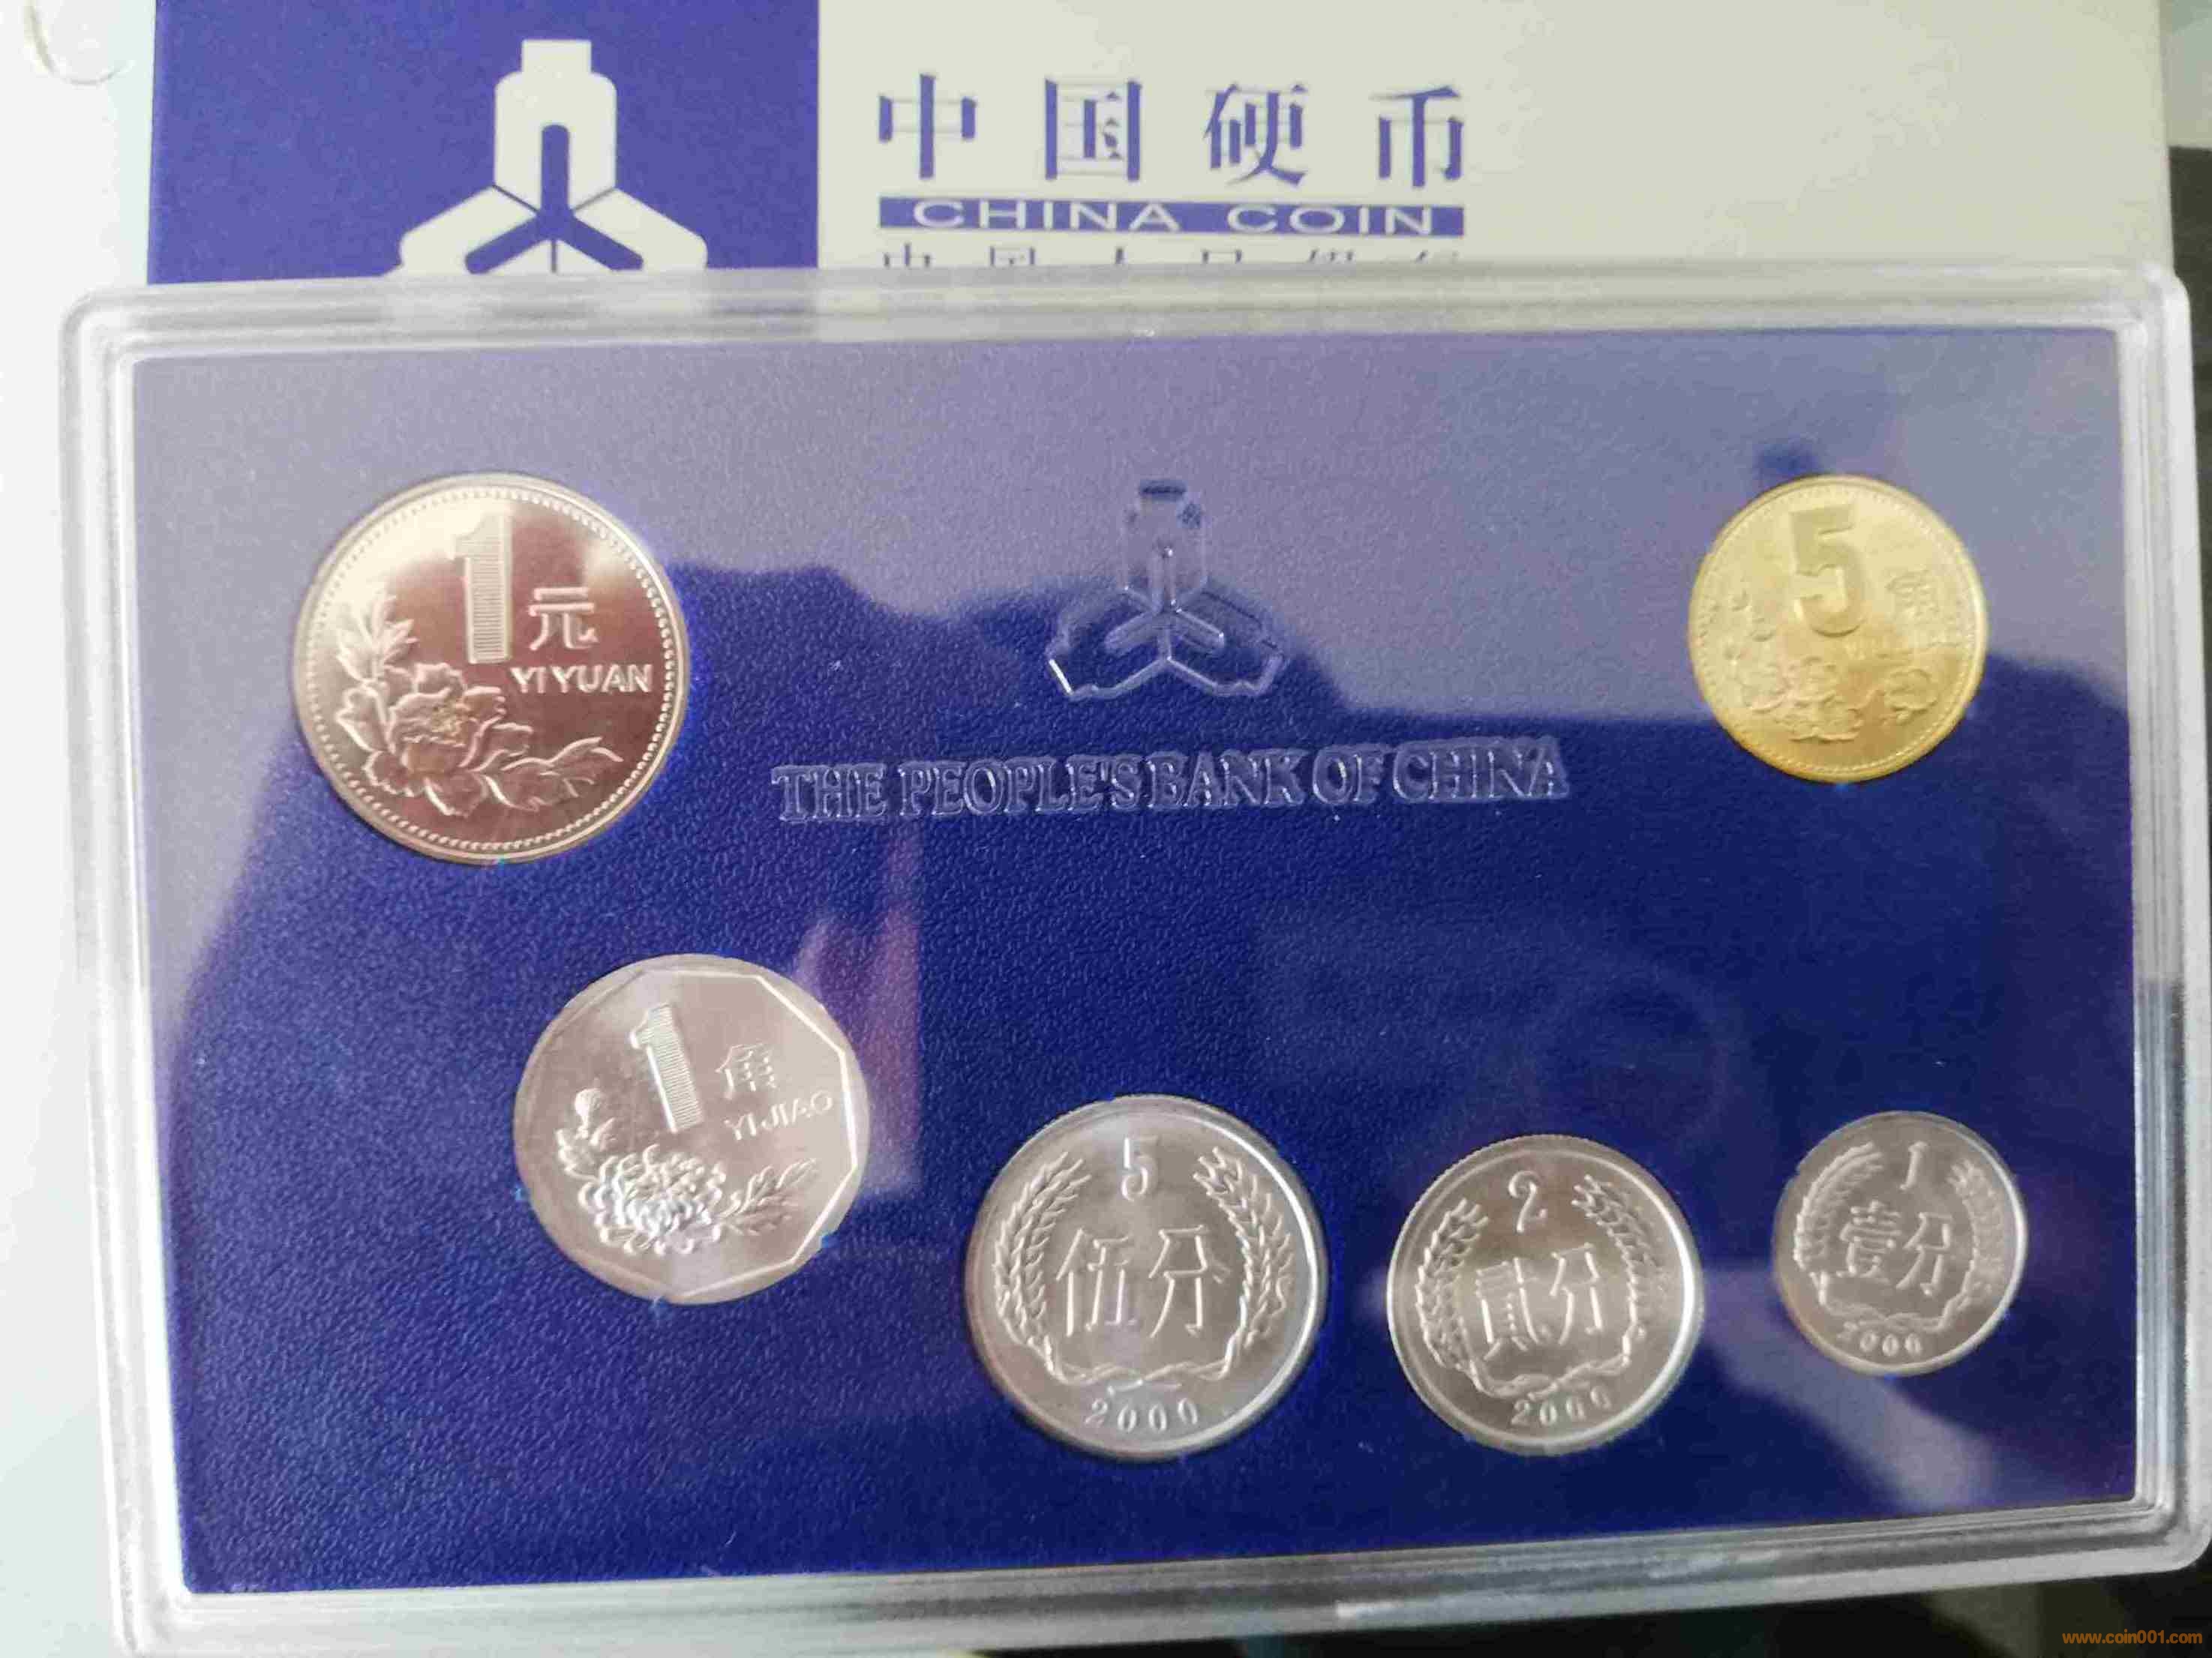 中国硬币
CHINA COIN
1元
YI YUAN
5角
THE PEOPLE'S BANK OF CHINA
1角
YI JIAO
5
伍分
2000
2
贰分
2000
1
壹分
2000
www.coin001.com